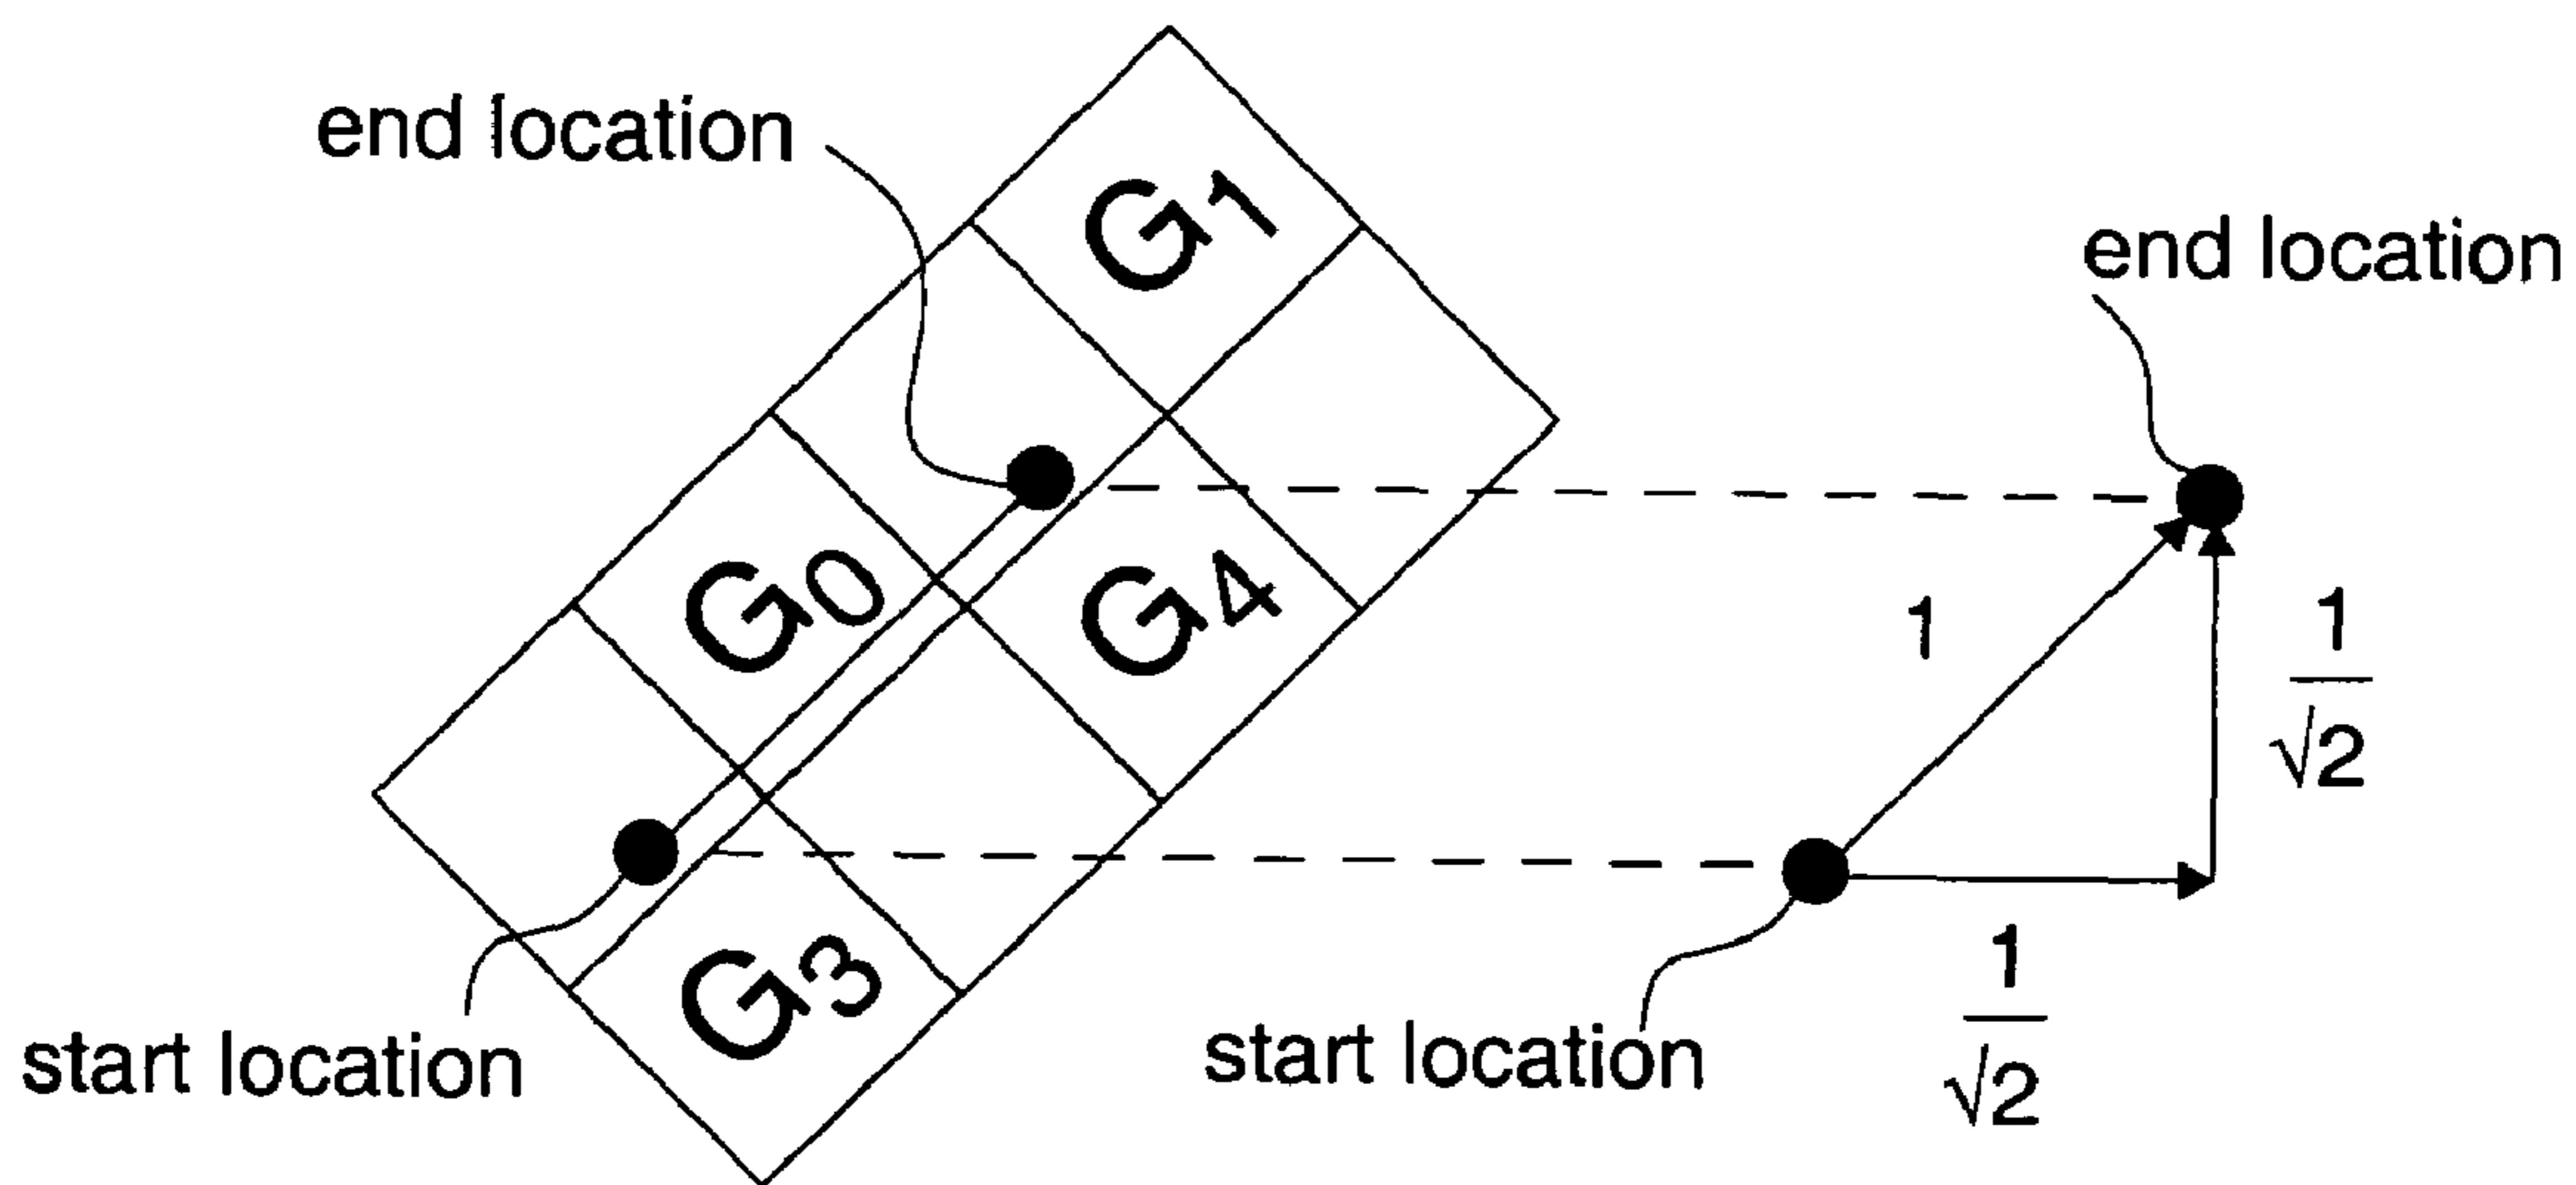 end location
G1
end location
G0
G4
1
1
√2
G3
start location
start location
1
√2